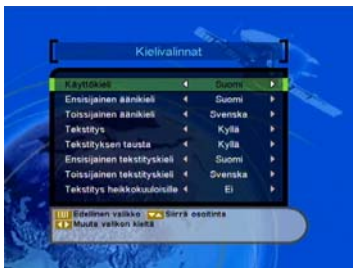 Kielivalinnat
Käyttökieli Suomi
Ensisijainen äänikieli Suomi
Toissijainen äänikieli Svenska
Tekstitys Kyllä
Tekstityksen tausta Kyllä
Ensisijainen tekstityskieli Suomi
Toissijainen tekstityskieli Svenska
Tekstitys heikkokuuloisille Ei
Edellinen valikko Siirrä osoitinta
Muuta valikon kieltä